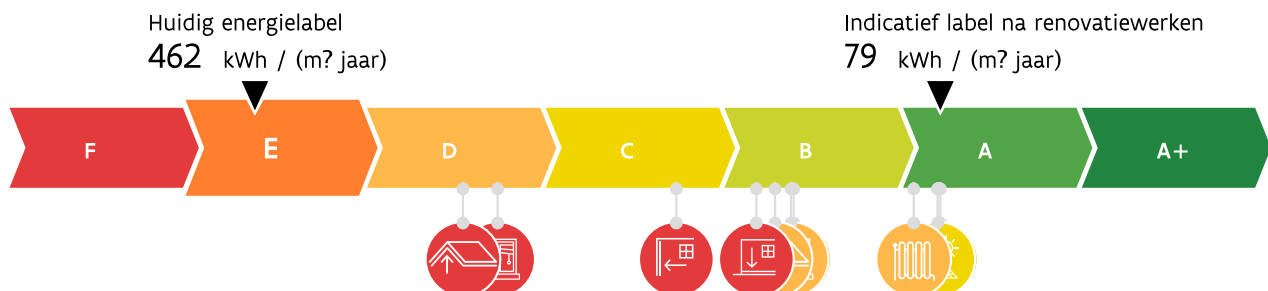 Huidig energielabel
462 kWh / (m? jaar)
Indicatief label na renovatiewerken
79 kWh / (m? jaar)
F E D C B A A+